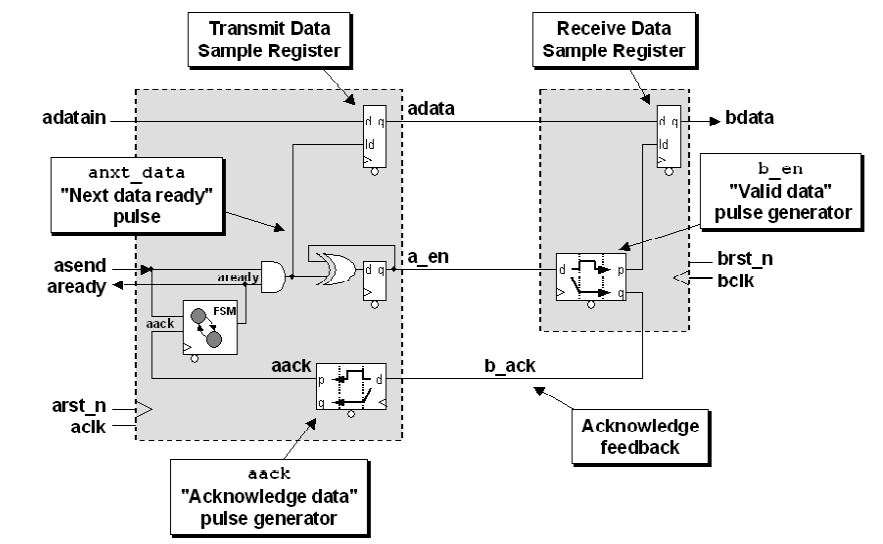 Transmit Data
Sample Register
Receive Data
Sample Register
adatain
adata
bdata
ld
ld
anxt_data
"Next data ready"
pulse
b_en
"Valid data"
pulse generator
asend
aready
aready
a_en
d q
d
p
q
brst_n
bclk
FSM
aack
aack
p
d
q
b_ack
arst_n
aclk
Acknowledge
feedback
aack
"Acknowledge data"
pulse generator